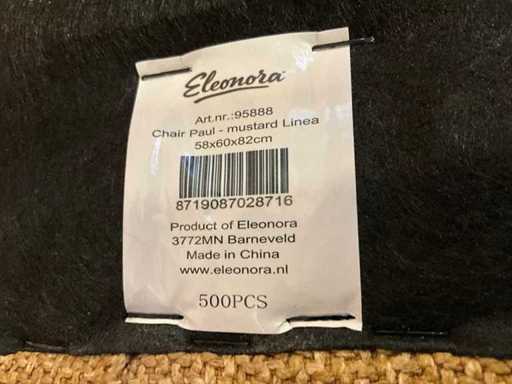 Eleonora
Art.nr.:95888
Chair Paul - mustard Linea
58x60x82cm
8719087028716
Product of Eleonora
3772MN Barneveld
Made in China
www.eleonora.nl
500PCS